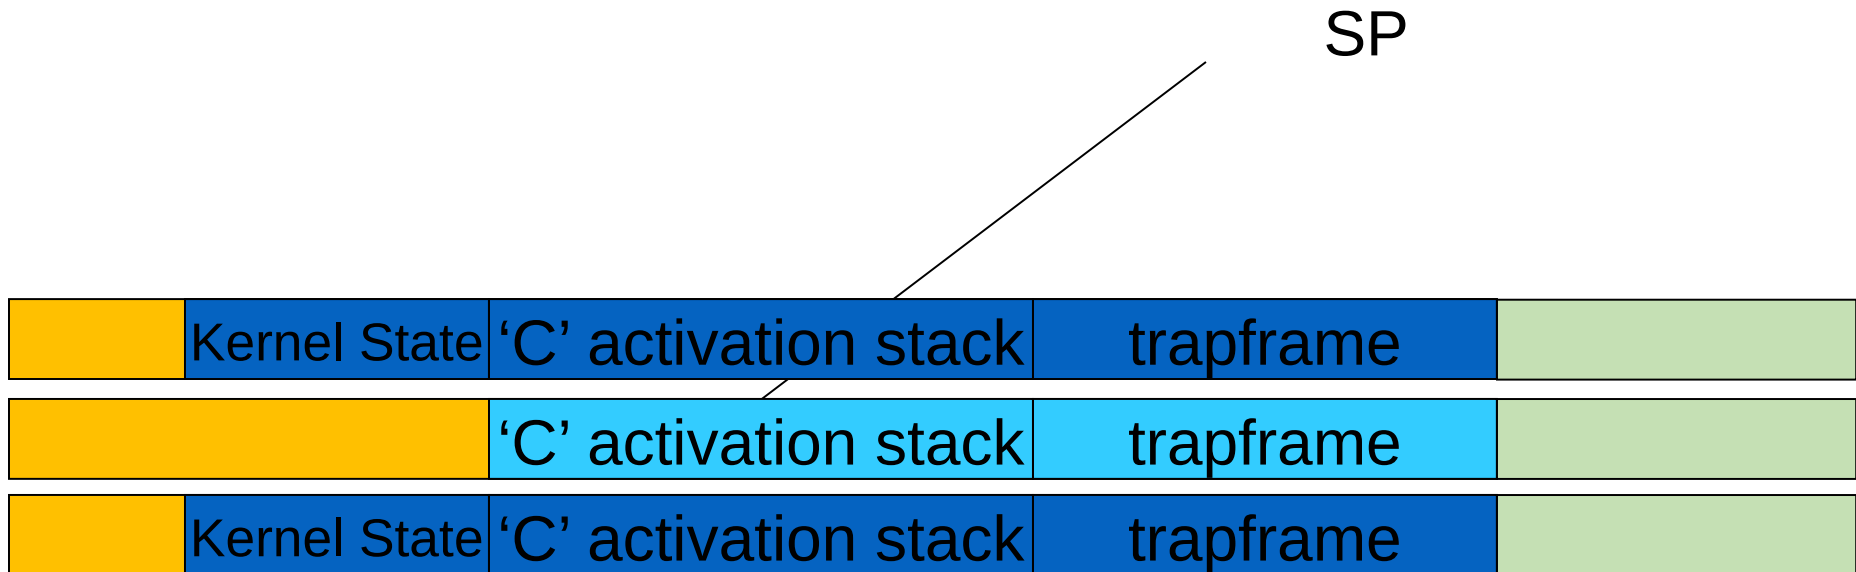 SP
Kernel State ‘C’ activation stack trapframe
‘C’ activation stack trapframe
Kernel State ‘C’ activation stack trapframe